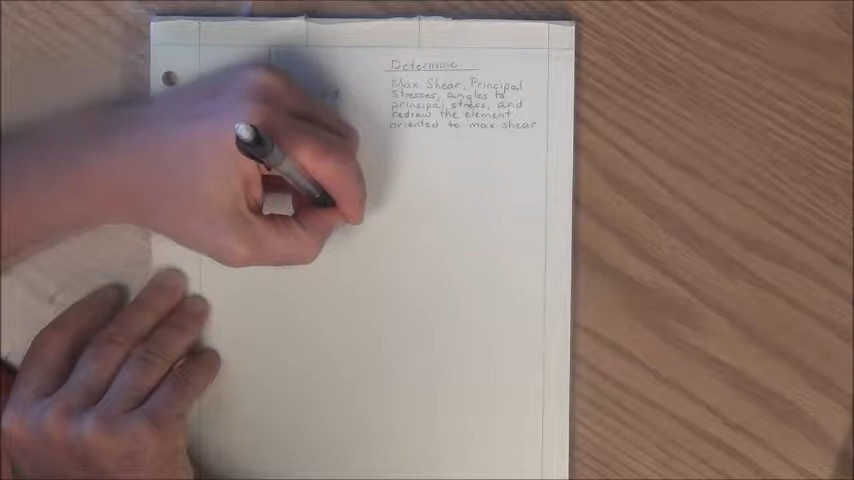 Determine:
Max Shear, Principal
Stresses, angles to
principal stress, and
redraw the element
oriented to max shear